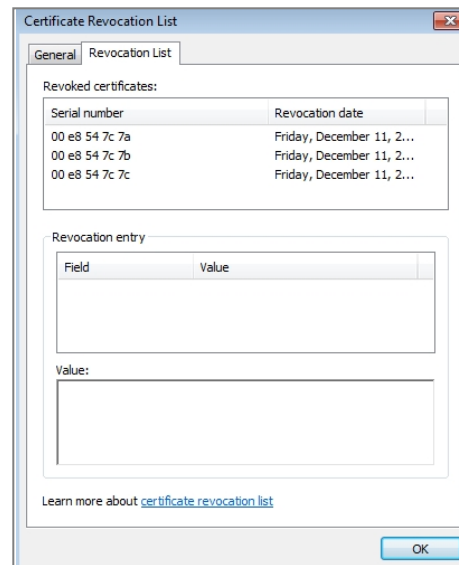 Certificate Revocation List
General Revocation List
Revoked certificates:
Serial number Revocation date
00 e8 54 7c 7a Friday, December 11, 2...
00 e8 54 7c 7b Friday, December 11, 2...
00 e8 54 7c 7c Friday, December 11, 2...
Revocation entry
Field Value
Value:
Learn more about certificate revocation list
OK